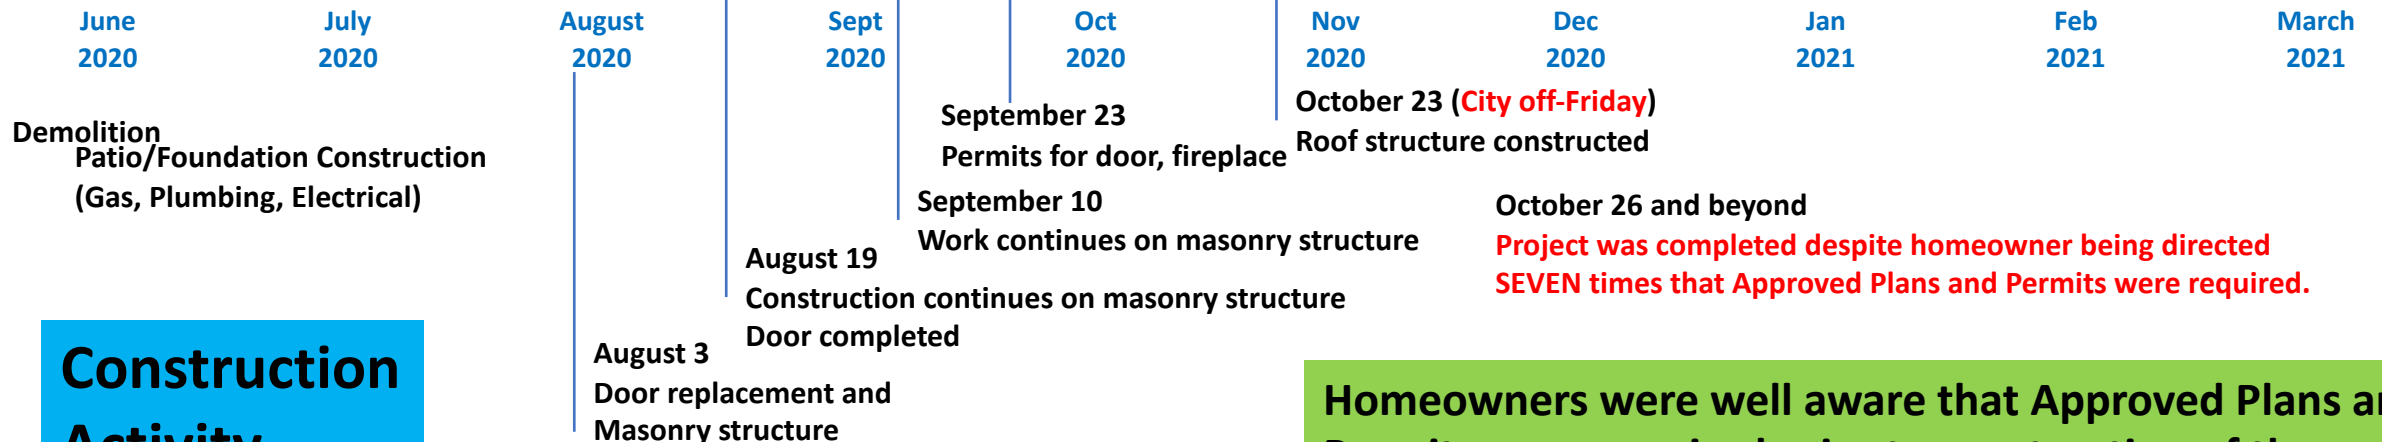 June July August Sept Oct Nov Dec Jan Feb March
2020 2020 2020 2020 2020 2020 2020 2021 2021 2021
Demolition
Patio/Foundation Construction
(Gas, Plumbing, Electrical)
August 3
Door replacement and
Masonry structure
August 19
Construction continues on masonry structure
Door completed
September 10
Work continues on masonry structure
September 23
Permits for door, fireplace
October 23 (City off-Friday)
Roof structure constructed
October 26 and beyond
Project was completed despite homeowner being directed
SEVEN times that Approved Plans and Permits were required.
Construction
Activity
Homeowners were well aware that Approved Plans